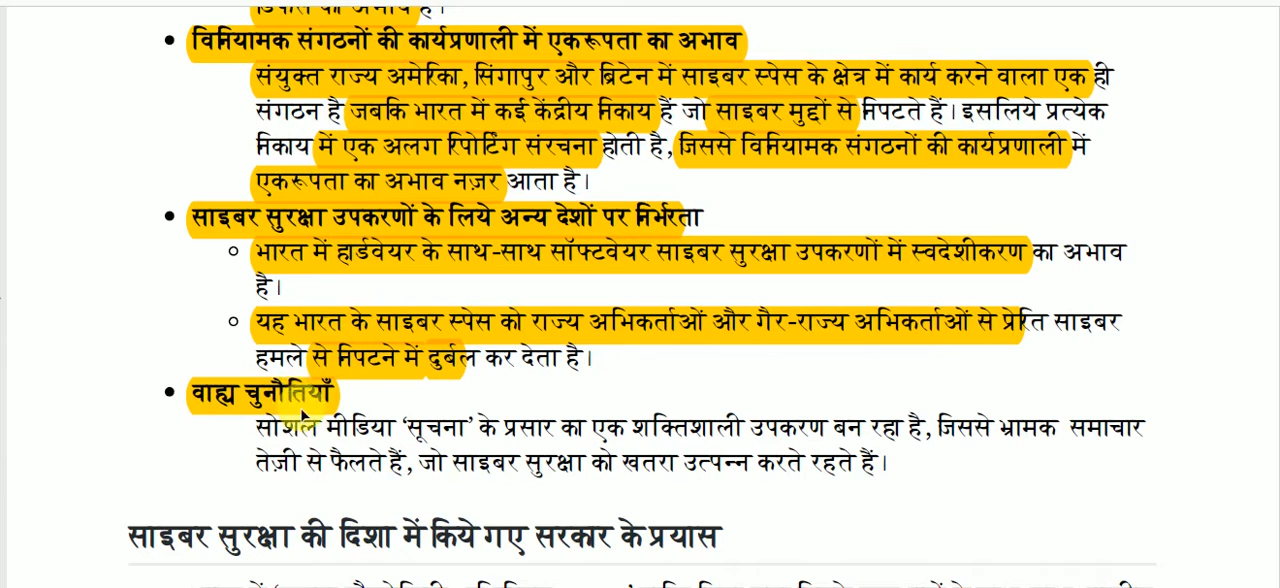 विनियामक संगठनों की कार्यप्रणाली में एकरूपता का अभाव
संयुक्त राज्य अमेरिका, सिंगापुर और ब्रिटेन में साइबर स्पेस के क्षेत्र में कार्य करने वाला एक ही
संगठन है जबकि भारत में कई केंद्रीय निकाय हैं जो साइबर मुद्दों से निपटते हैं। इसलिये प्रत्येक
निकाय में एक अलग रिपोर्टिंग संरचना होती है, जिससे विनियामक संगठनों की कार्यप्रणाली में
एकरूपता का अभाव नज़र आता है।
साइबर सुरक्षा उपकरणों के लिये अन्य देशों पर निर्भरता
भारत में हार्डवेयर के साथ-साथ सॉफ्टवेयर साइबर सुरक्षा उपकरणों में स्वदेशीकरण का अभाव
है।
यह भारत के साइबर स्पेस को राज्य अभिकर्ताओं और गैर-राज्य अभिकर्ताओं से प्रेरित साइबर
हमले से निपटने में दुर्बल कर देता है।
वाह्य चुनौतियाँ
सोशल मीडिया ‘सूचना’ के प्रसार का एक शक्तिशाली उपकरण बन रहा है, जिससे भ्रामक समाचार
तेज़ी से फैलते हैं, जो साइबर सुरक्षा को खतरा उत्पन्न करते रहते हैं।
साइबर सुरक्षा की दिशा में किये गए सरकार के प्रयास